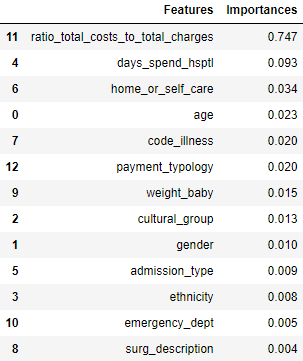 Features Importances
11 ratio_total_costs_to_total_charges 0.747
4 days_spend_hsptl 0.093
6 home_or_self_care 0.034
0 age 0.023
7 code_illness 0.020
12 payment_typology 0.020
9 weight_baby 0.015
2 cultural_group 0.013
1 gender 0.010
5 admission_type 0.009
3 ethnicity 0.008
10 emergency_dept 0.005
8 surg_description 0.004